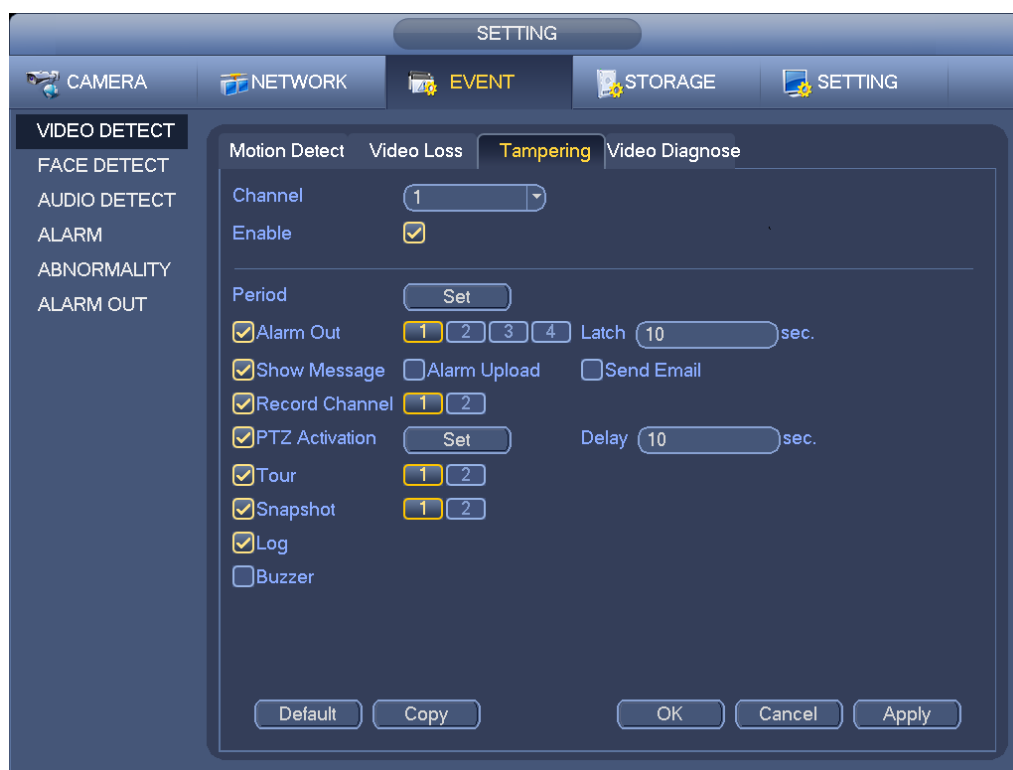 SETTING
CAMERA NETWORK EVENT STORAGE SETTING
VIDEO DETECT
FACE DETECT
AUDIO DETECT
ALARM
ABNORMALITY
ALARM OUT
Motion Detect Video Loss Tampering Video Diagnose
Channel 1
Enable
Period Set
Alarm Out 1 2 3 4 Latch 10 sec.
Show Message Alarm Upload Send Email
Record Channel 1 2
PTZ Activation Set Delay 10 sec.
Tour 1 2
Snapshot 1 2
Log
Buzzer
Default Copy OK Cancel Apply